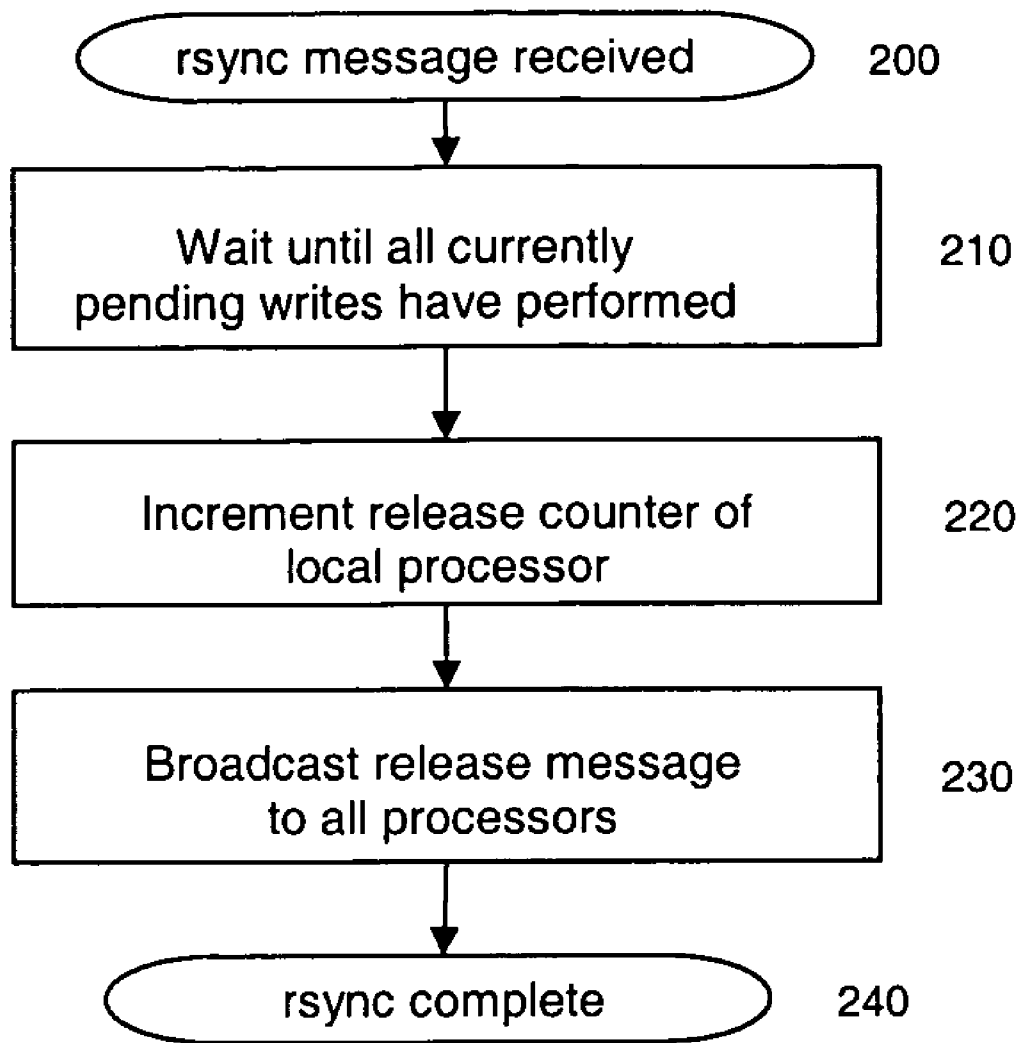 rsync message received 200
Wait until all currently 210
pending writes have performed
Increment release counter of 220
local processor
Broadcast release message 230
to all processors
rsync complete 240